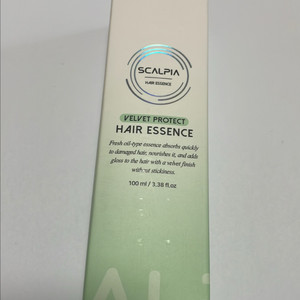 SCALPIA
HAIR ESSENCE
VELVET PROTECT
HAIR ESSENCE
Fresh oil-type essence absorbs quickly
to damaged hair, nourishes it, and adds
gloss to the hair with a velvet finish
without stickiness.
100 ml / 3.38 fl.oz